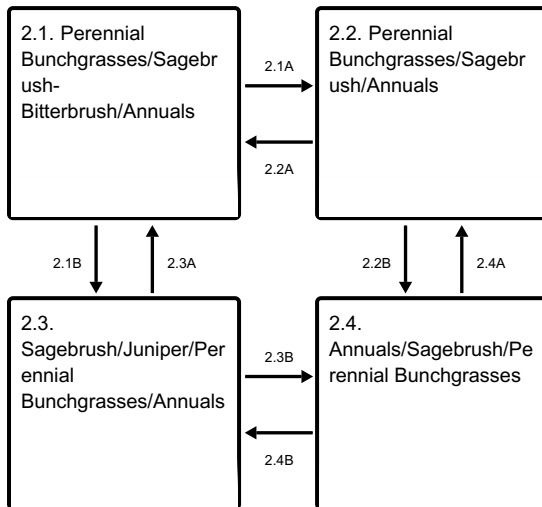 2.1. Perennial
Bunchgrasses/Sagebr
ush-
Bitterbrush/Annuals
2.1A
2.2A
2.2. Perennial
Bunchgrasses/Sagebr
ush/Annuals
2.1B
2.3A
2.2B
2.4A
2.3.
Sagebrush/Juniper/Per
ennial
Bunchgrasses/Annuals
2.3B
2.4B
2.4.
Annuals/Sagebrush/Pe
rennial Bunchgrasses